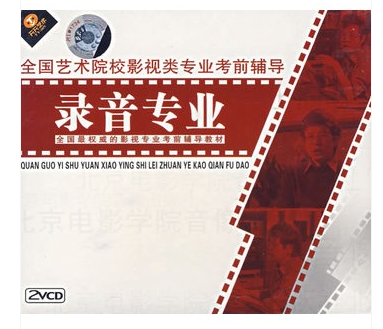 全国艺术院校影视类专业考前辅导
录音专业
全国最权威的影视专业考前辅导教材
QUAN GUO YI SHU YUAN XIAO YING SHI LEI ZHUAN YE KAO QIAN FU DAO
北京电影学院音
2VCD